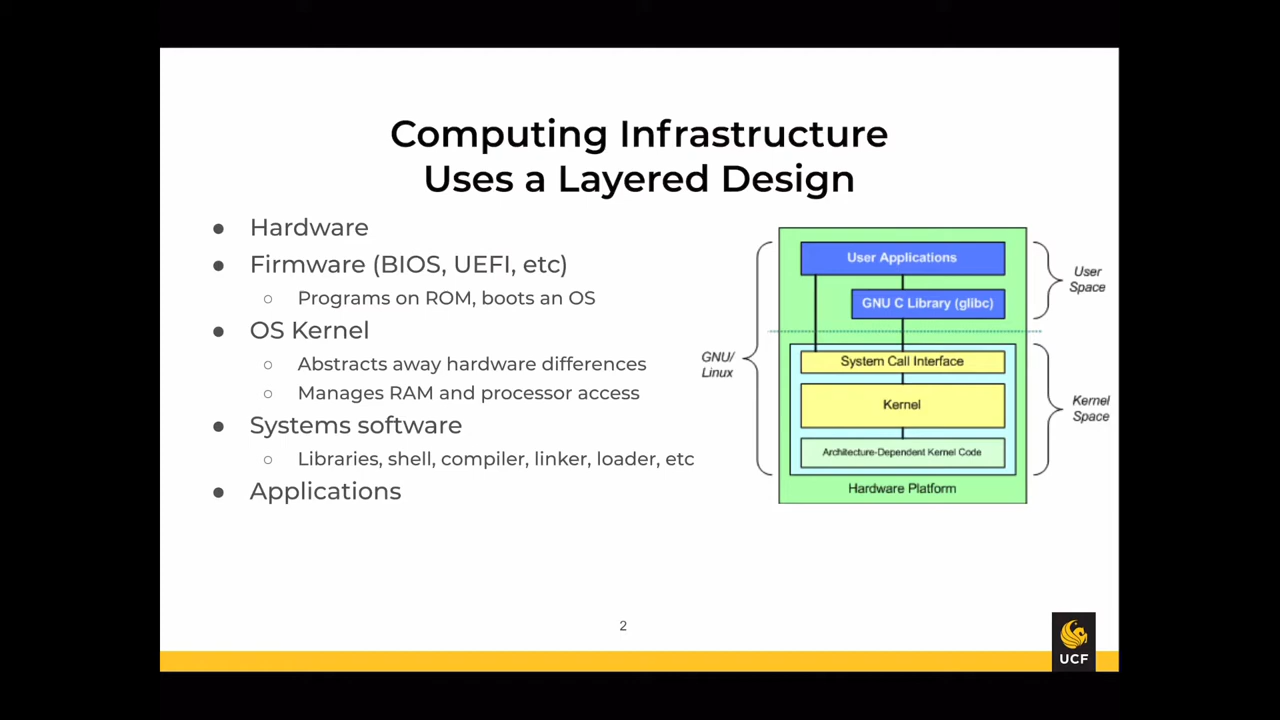 Computing Infrastructure
Uses a Layered Design
● Hardware
● Firmware (BIOS, UEFI, etc)
○ Programs on ROM, boots an OS
● OS Kernel
○ Abstracts away hardware differences
○ Manages RAM and processor access
● Systems software
○ Libraries, shell, compiler, linker, loader, etc
● Applications
GNU/
Linux
User Applications
GNU C Library (glibc)
System Call Interface
Kernel
Architecture-Dependent Kernel Code
Hardware Platform
User
Space
Kernel
Space
2
UCF